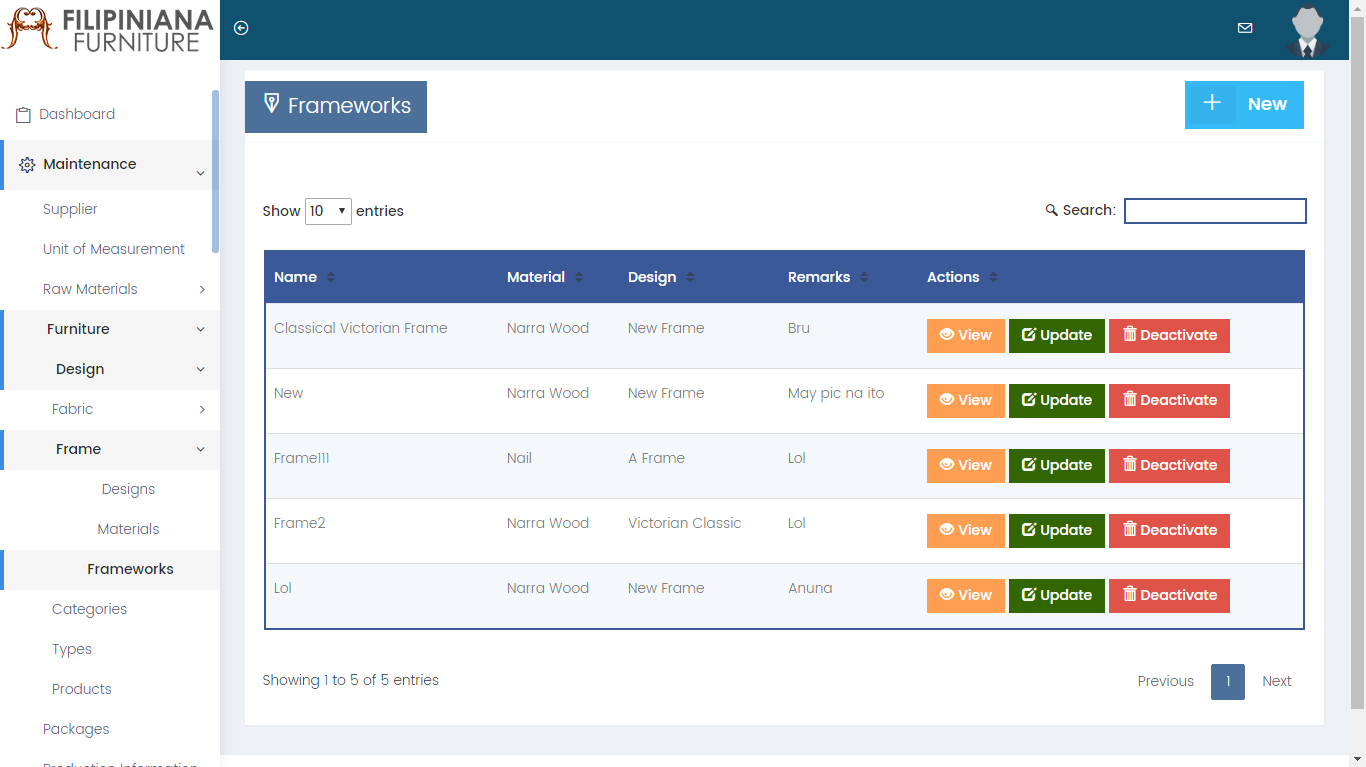 FILIPINIANA
FURNITURE
Dashboard
Maintenance
Supplier
Unit of Measurement
Raw Materials
Furniture
Design
Fabric
Frame
Designs
Materials
Frameworks
Categories
Types
Products
Packages
Production Information
Frameworks
New
Show 10 entries
Search:
Name Material Design Remarks Actions
Classical Victorian Frame Narra Wood New Frame Bru View Update Deactivate
New Narra Wood New Frame May pic na ito View Update Deactivate
Frame111 Nail A Frame Lol View Update Deactivate
Frame2 Narra Wood Victorian Classic Lol View Update Deactivate
Lol Narra Wood New Frame Anuna View Update Deactivate
Showing 1 to 5 of 5 entries
Previous 1 Next